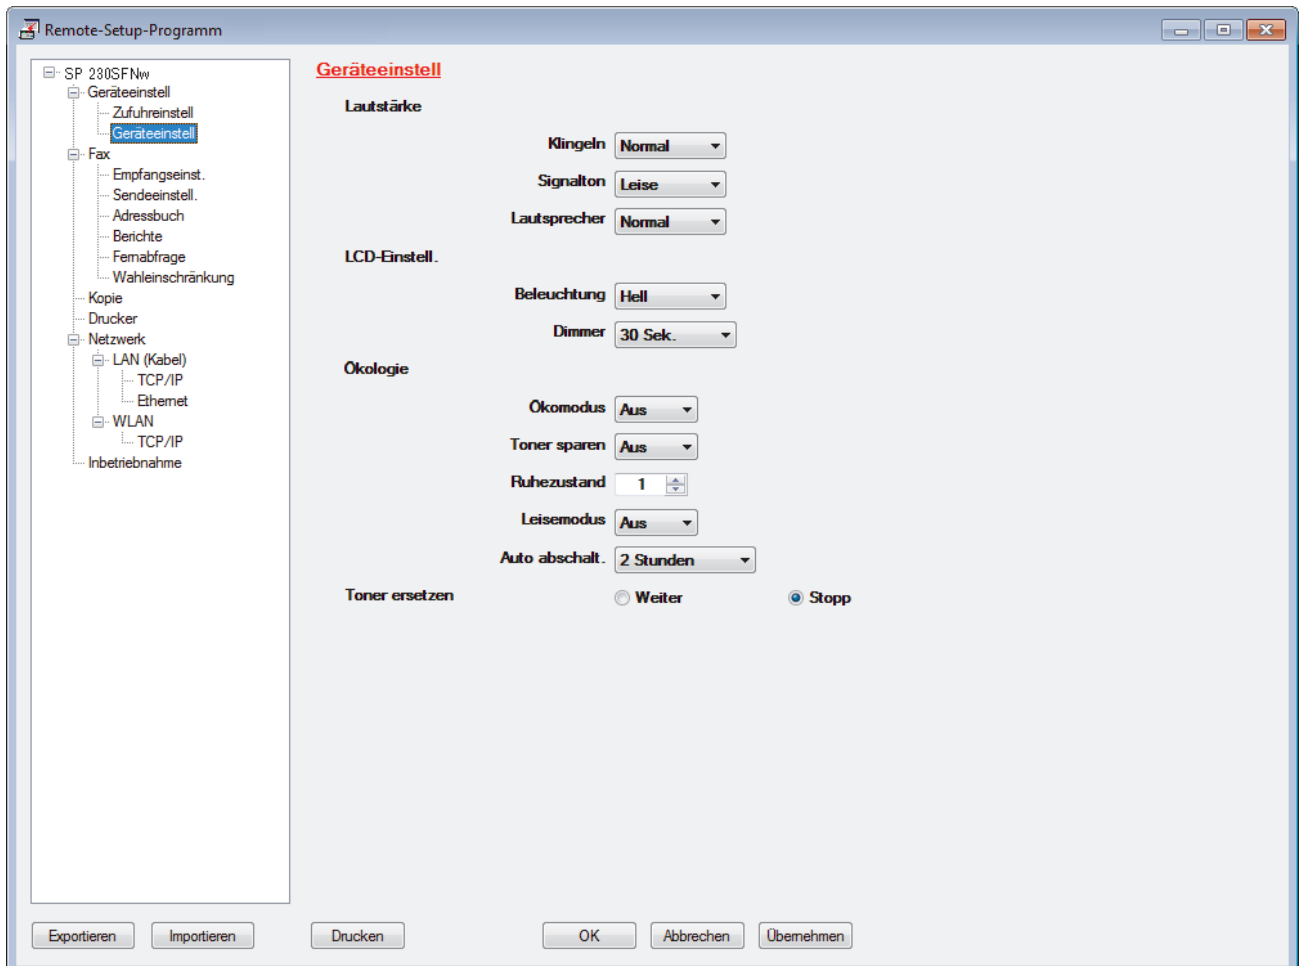 Remote-Setup-Programm
SP 230SFNw
Geräteeinstell
Zufuhreinstell
Geräteeinstell
Fax
Empfangseinst.
Sendeeinstell.
Adressbuch
Berichte
Fernabfrage
Wahleinschränkung
Kopie
Drucker
Netzwerk
LAN (Kabel)
TCP/IP
Ethernet
WLAN
TCP/IP
Inbetriebnahme
Geräteeinstell
Lautstärke
Klingeln Normal
Signalton Leise
Lautsprecher Normal
LCD-Einstell.
Beleuchtung Hell
Dimmer 30 Sek.
Ökologie
Ökomodus Aus
Toner sparen Aus
Ruhezustand 1
Leisemodus Aus
Auto abschalt. 2 Stunden
Toner ersetzen Weiter Stopp
Exportieren Importieren Drucken OK Abbrechen Übernehmen